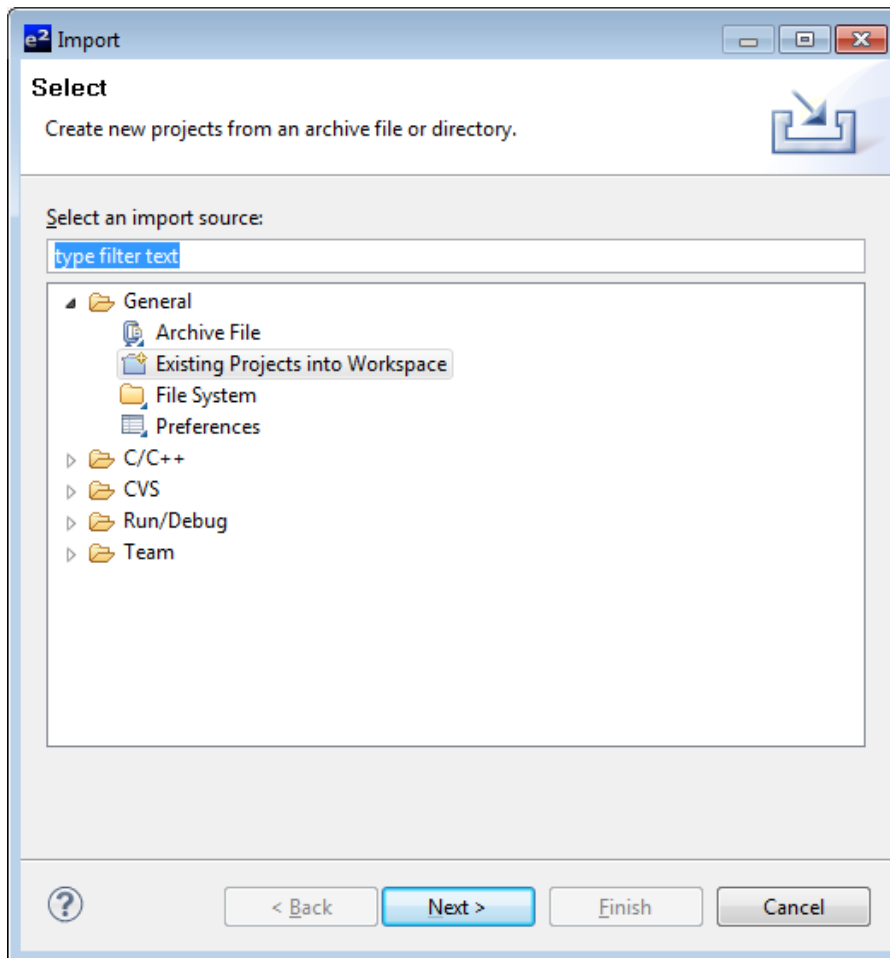 e² Import
Select
Create new projects from an archive file or directory.
Select an import source:
type filter text
General
Archive File
Existing Projects into Workspace
File System
Preferences
C/C++
CVS
Run/Debug
Team
?
< Back Next > Finish Cancel